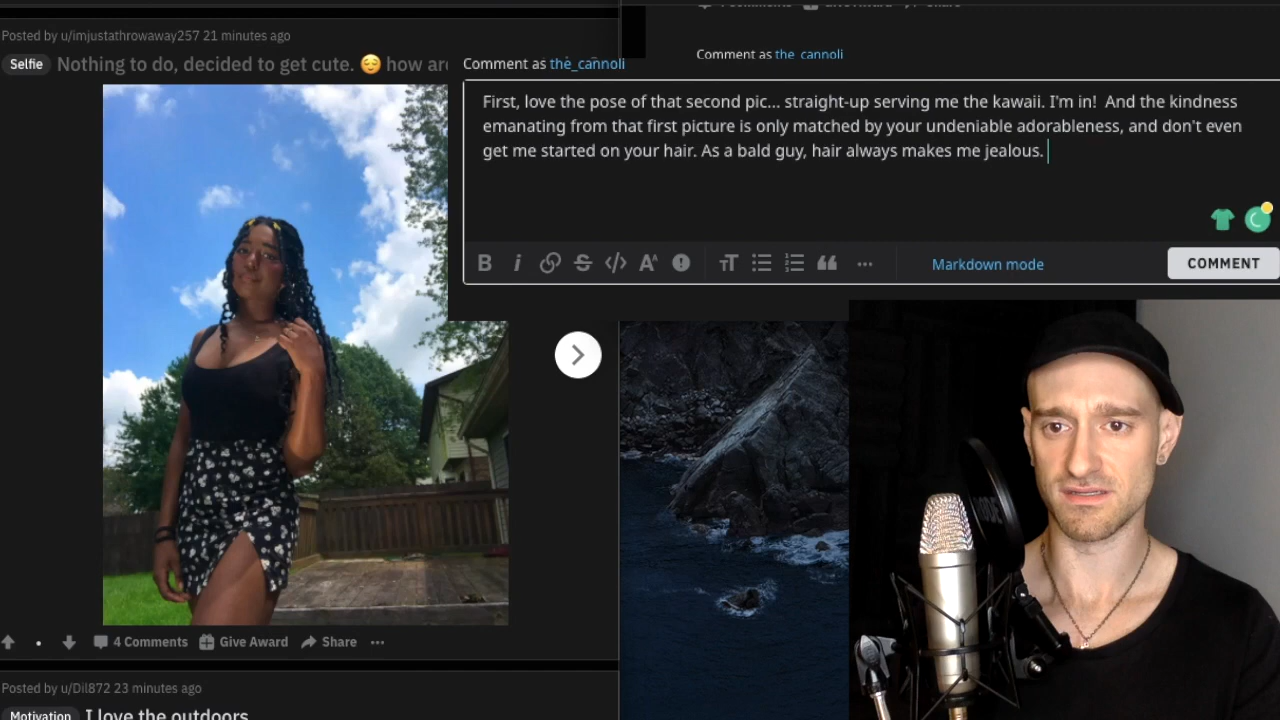 Posted by u/imjustathrowaway257 21 minutes ago
Selfie Nothing to do, decided to get cute. 😌 how
Comment as the_cannoli
Comment as the_cannoli
First, love the pose of that second pic... straight-up serving me the kawaii. I'm in!  And the kindness
emanating from that first picture is only matched by your undeniable adorableness, and don't even
get me started on your hair. As a bald guy, hair always makes me jealous.
B i A Tt
Markdown mode
COMMENT
4 Comments Give Award Share
Posted by u/Dil872 23 minutes ago
Motivation I love the outdoors